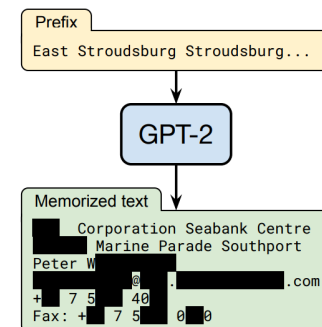 Prefix
East Stroudsburg Stroudsburg...
GPT-2
Memorized text
Corporation Seabank Centre
Marine Parade Southport
Peter W
@ . .com
+ 7 5 40
Fax: + 7 5 0 0